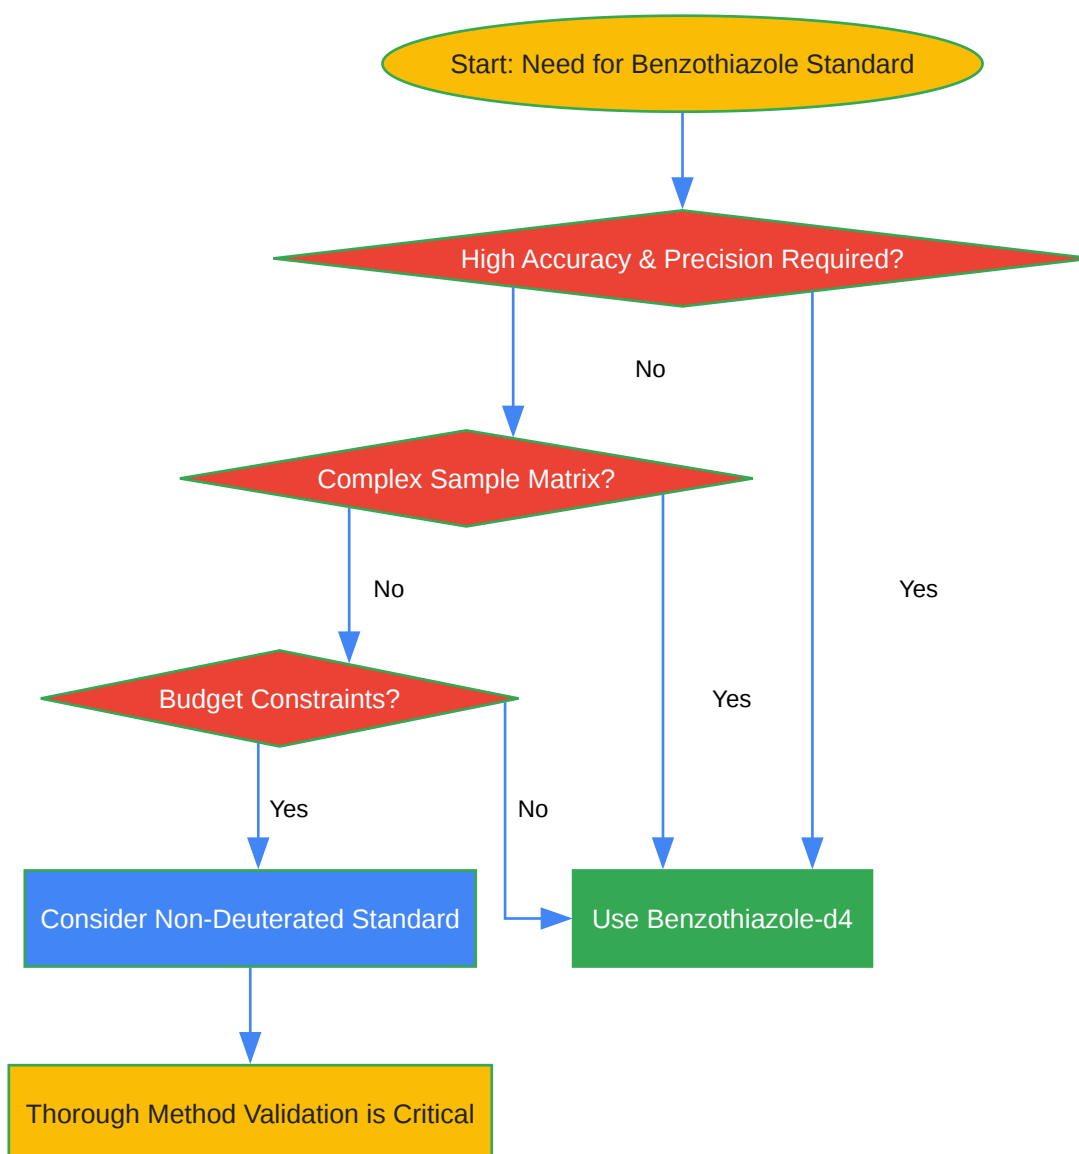 Start: Need for Benzothiazole Standard
High Accuracy & Precision Required?
No
Complex Sample Matrix?
No
Yes
Budget Constraints?
Yes
Yes
No
Consider Non-Deuterated Standard
Use Benzothiazole-d4
Thorough Method Validation is Critical